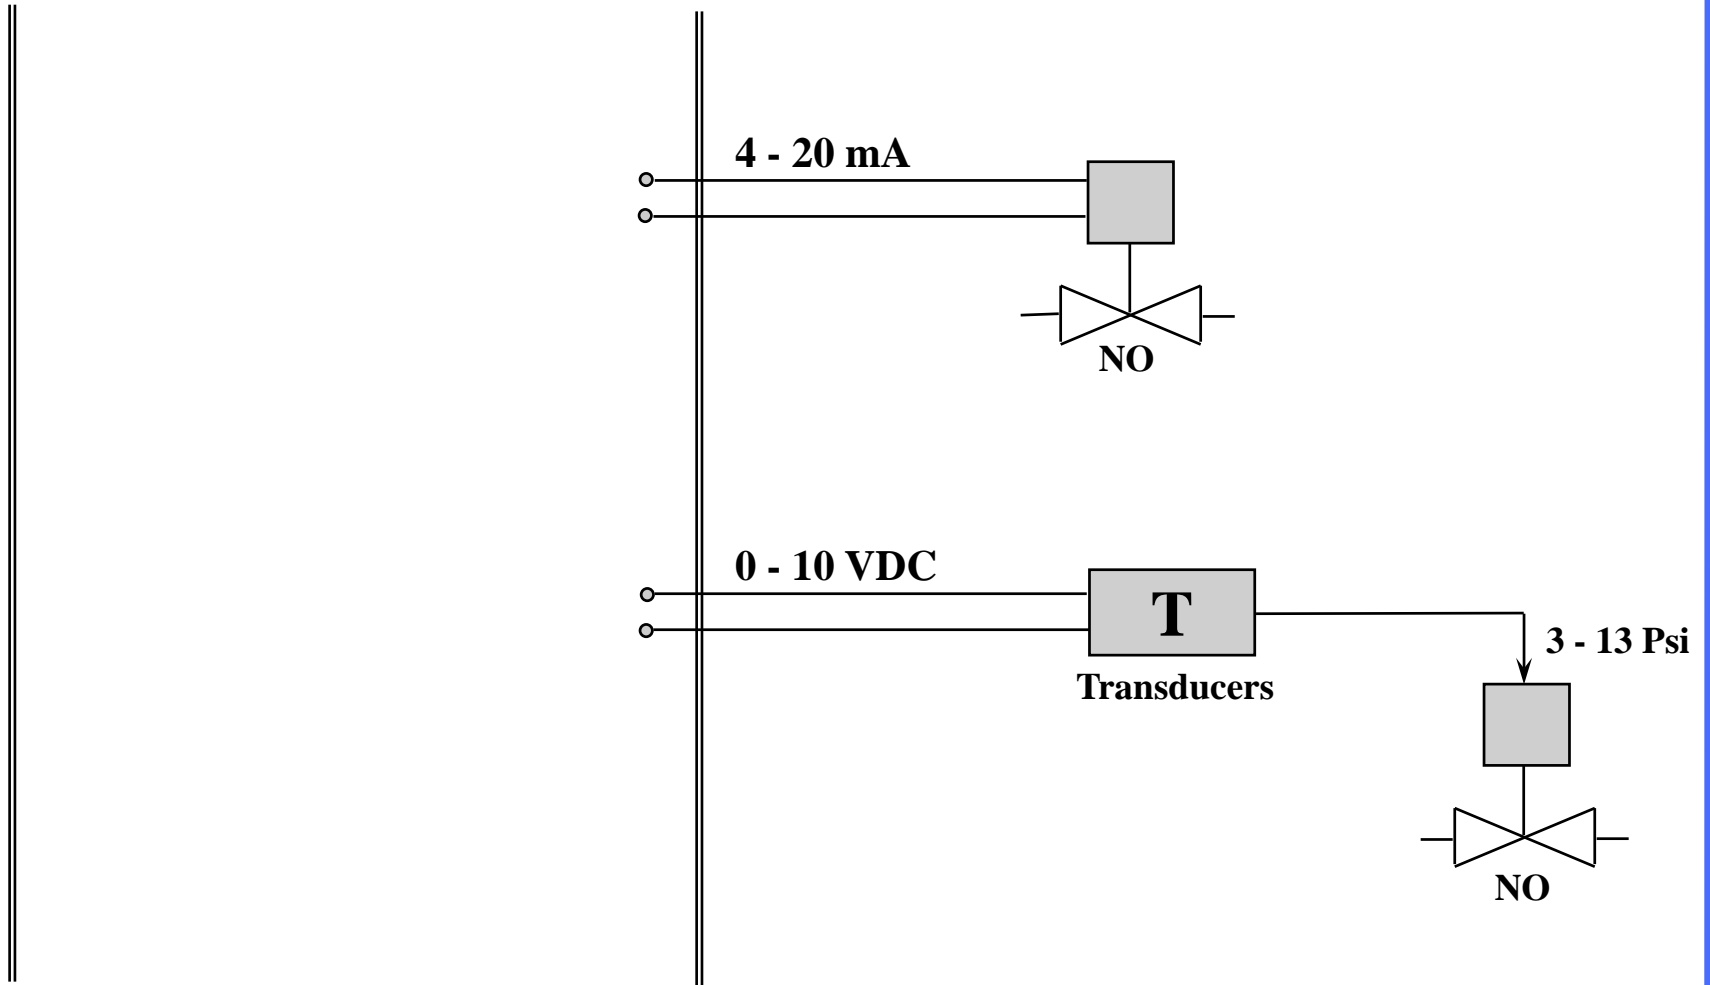 4 - 20 mA
NO
0 - 10 VDC
T
3 - 13 Psi
Transducers
NO